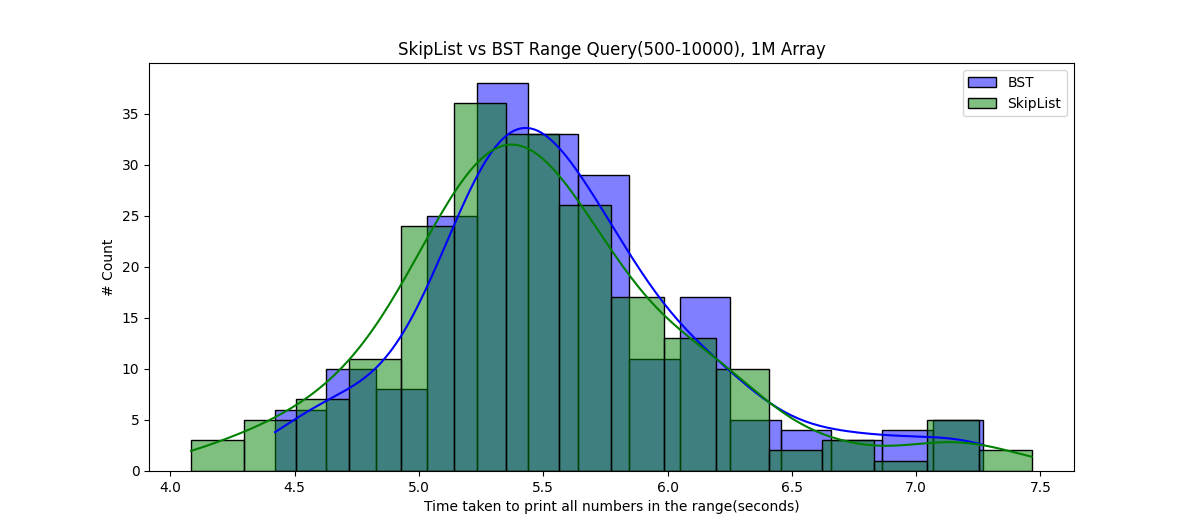 SkipList vs BST Range Query(500-10000), 1M Array
BST
SkipList
# Count
35
30
25
20
15
10
5
0
4.0 4.5 5.0 5.5 6.0 6.5 7.0 7.5
Time taken to print all numbers in the range(seconds)